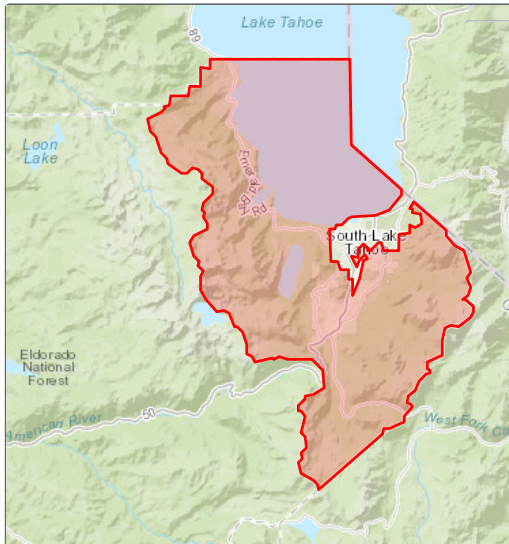 Lake Tahoe
89
Loon
Lake
Emerald
Bay Rd
South Lake
Tahoe
Eldorado
National
Forest
50
American River
West Fork Ca